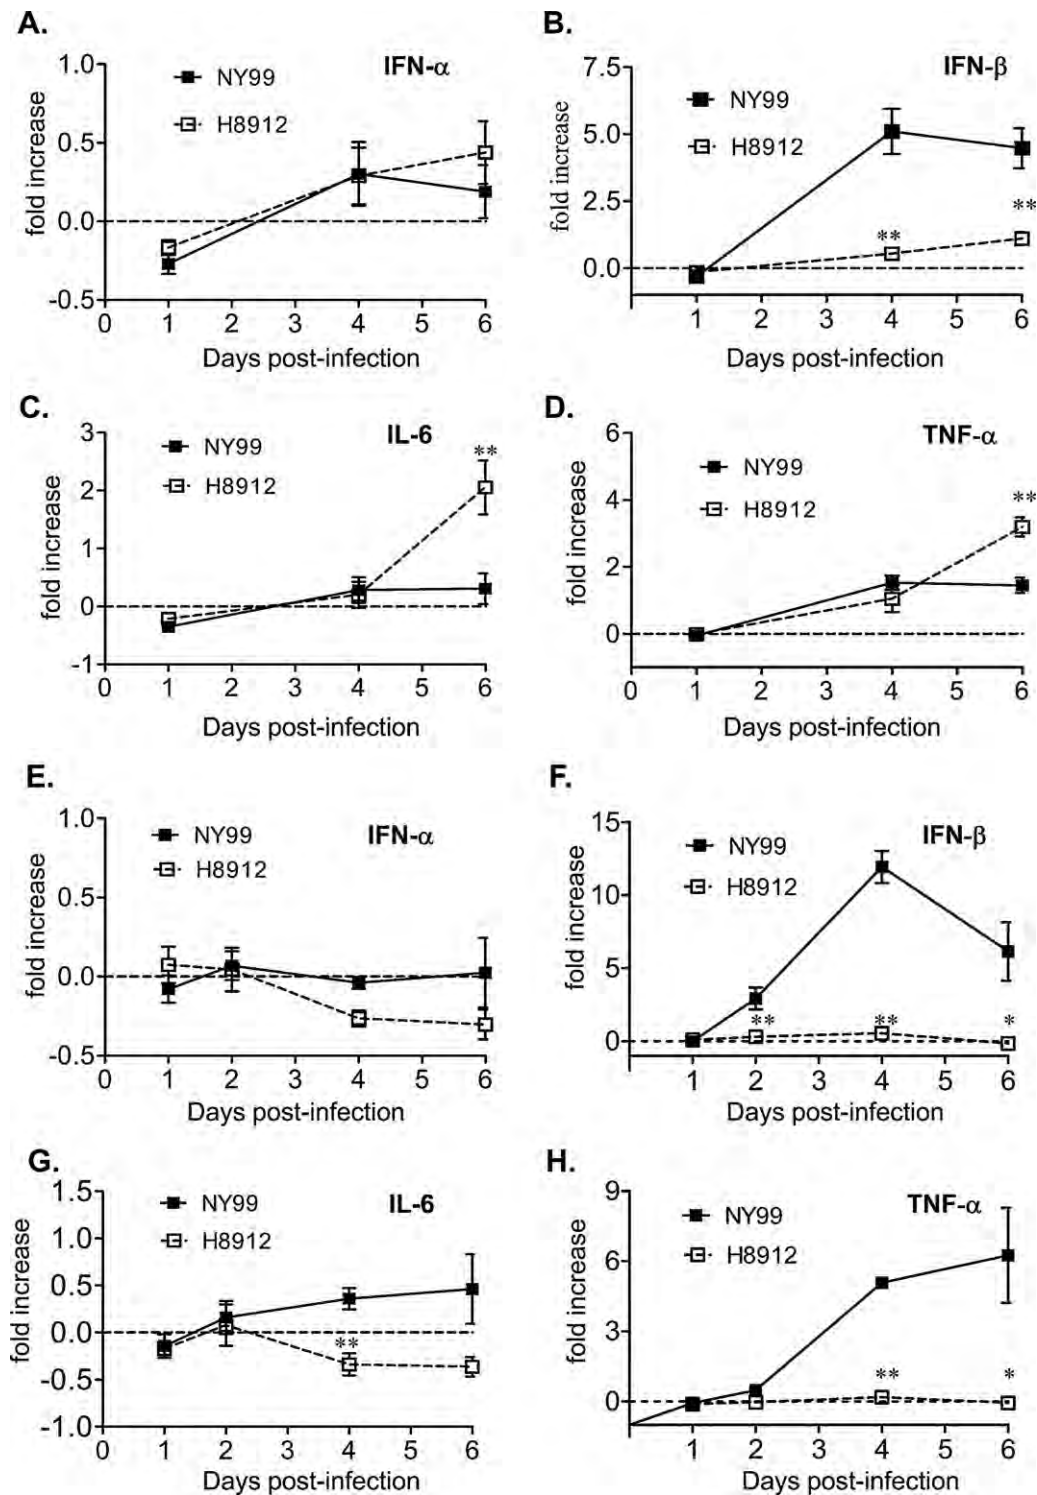 A.
IFN-α
NY99
H8912
fold increase
1.0
0.5
0.0
-0.5
0 1 2 3 4 5 6
Days post-infection
B.
IFN-β
NY99
H8912
fold increase
7.5
5.0
2.5
0.0
** **
0 1 2 3 4 5 6
Days post-infection
C.
IL-6
NY99
H8912
fold increase
3
2
1
0
-1
**
0 1 2 3 4 5 6
Days post-infection
D.
TNF-α
NY99
H8912
fold increase
6
4
2
0
**
0 1 2 3 4 5 6
Days post-infection
E.
IFN-α
NY99
H8912
fold increase
1.0
0.5
0.0
-0.5
0 1 2 3 4 5 6
Days post-infection
F.
IFN-β
NY99
H8912
fold increase
15
10
5
0
** ** *
1 2 3 4 5 6
Days post-infection
G.
IL-6
NY99
H8912
fold increase
1.5
1.0
0.5
0.0
-0.5
-1.0
**
0 1 2 3 4 5 6
Days post-infection
H.
TNF-α
NY99
H8912
fold increase
9
6
3
0
** *
1 2 3 4 5 6
Days post-infection